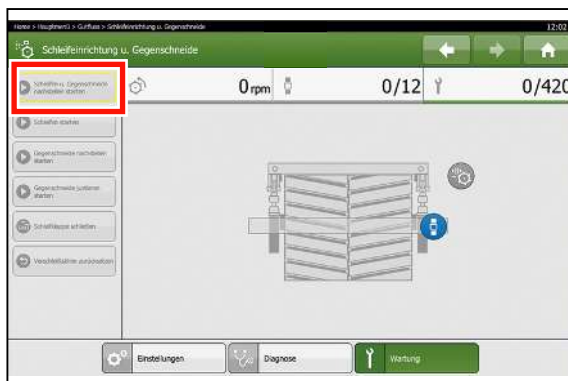 Home > Hauptmenü > Gutfluss > Schleifeinrichtung u. Gegenschneide
12:02
Schleifeinrichtung u. Gegenschneide
Schleifen u. Gegenschneide
nachstellen starten
0 rpm
0/12
0/420
Schleifen starten
Gegenschneide nachstellen
starten
Gegenschneide justieren
starten
Schleifklappe schließen
Verschleißzähne zurücksetzen
Einstellungen
Diagnose
Wartung